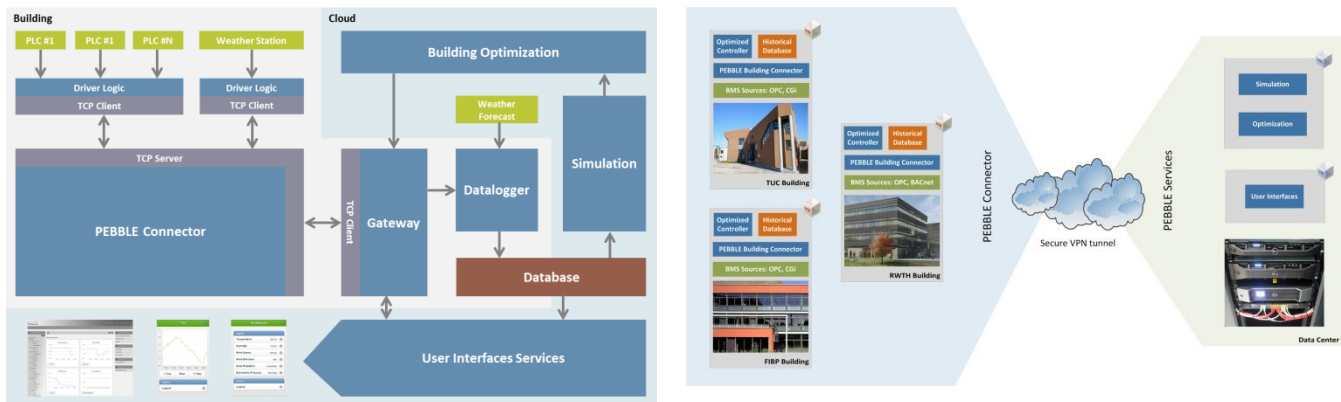 Building
Cloud
PLC #1
PLC #1
PLC #N
Weather Station
Building Optimization
Driver Logic
TCP Client
Driver Logic
TCP Client
Weather
Forecast
Simulation
TCP Server
PEBBLE Connector
TCP Client
Gateway
Datalogger
Database
User Interfaces Services
Optimized
Controller
Historical
Database
PEBBLE Building Connector
BMS Sources: OPC, CGi
TUC Building
Optimized
Controller
Historical
Database
PEBBLE Building Connector
BMS Sources: OPC, BACnet
RWTH Building
Optimized
Controller
Historical
Database
PEBBLE Building Connector
BMS Sources: OPC, CGi
FIBP Building
PEBBLE Connector
Secure VPN tunnel
PEBBLE Services
Simulation
Optimization
User Interfaces
Data Center